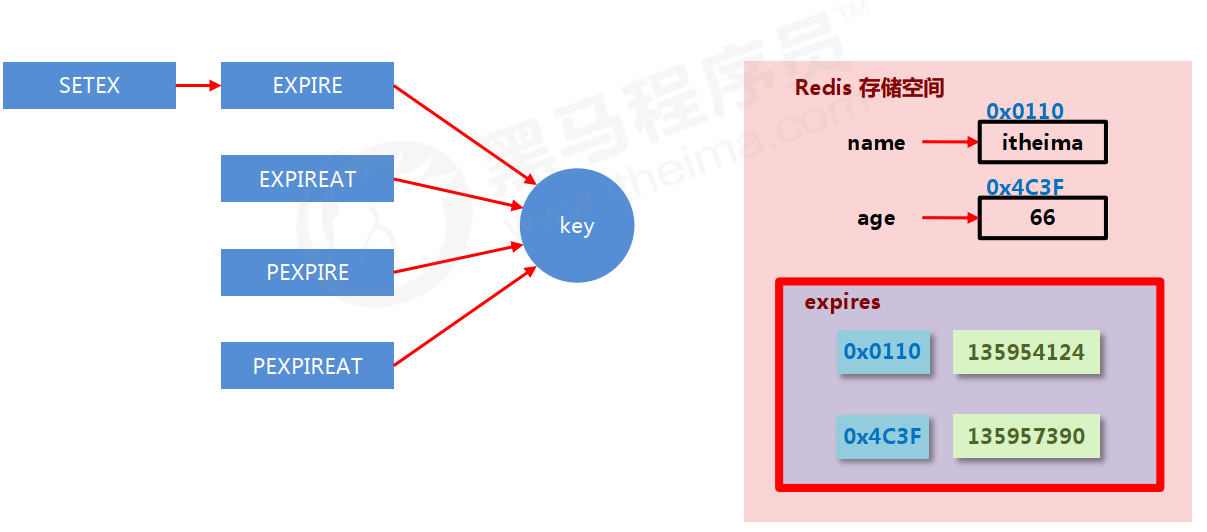 SETEX
EXPIRE
EXPIREAT
PEXPIRE
PEXPIREAT
key
黑马程序员™
www.itheima.com
Redis 存储空间
0x0110
name
itheima
0x4C3F
age
66
expires
0x0110
135954124
0x4C3F
135957390